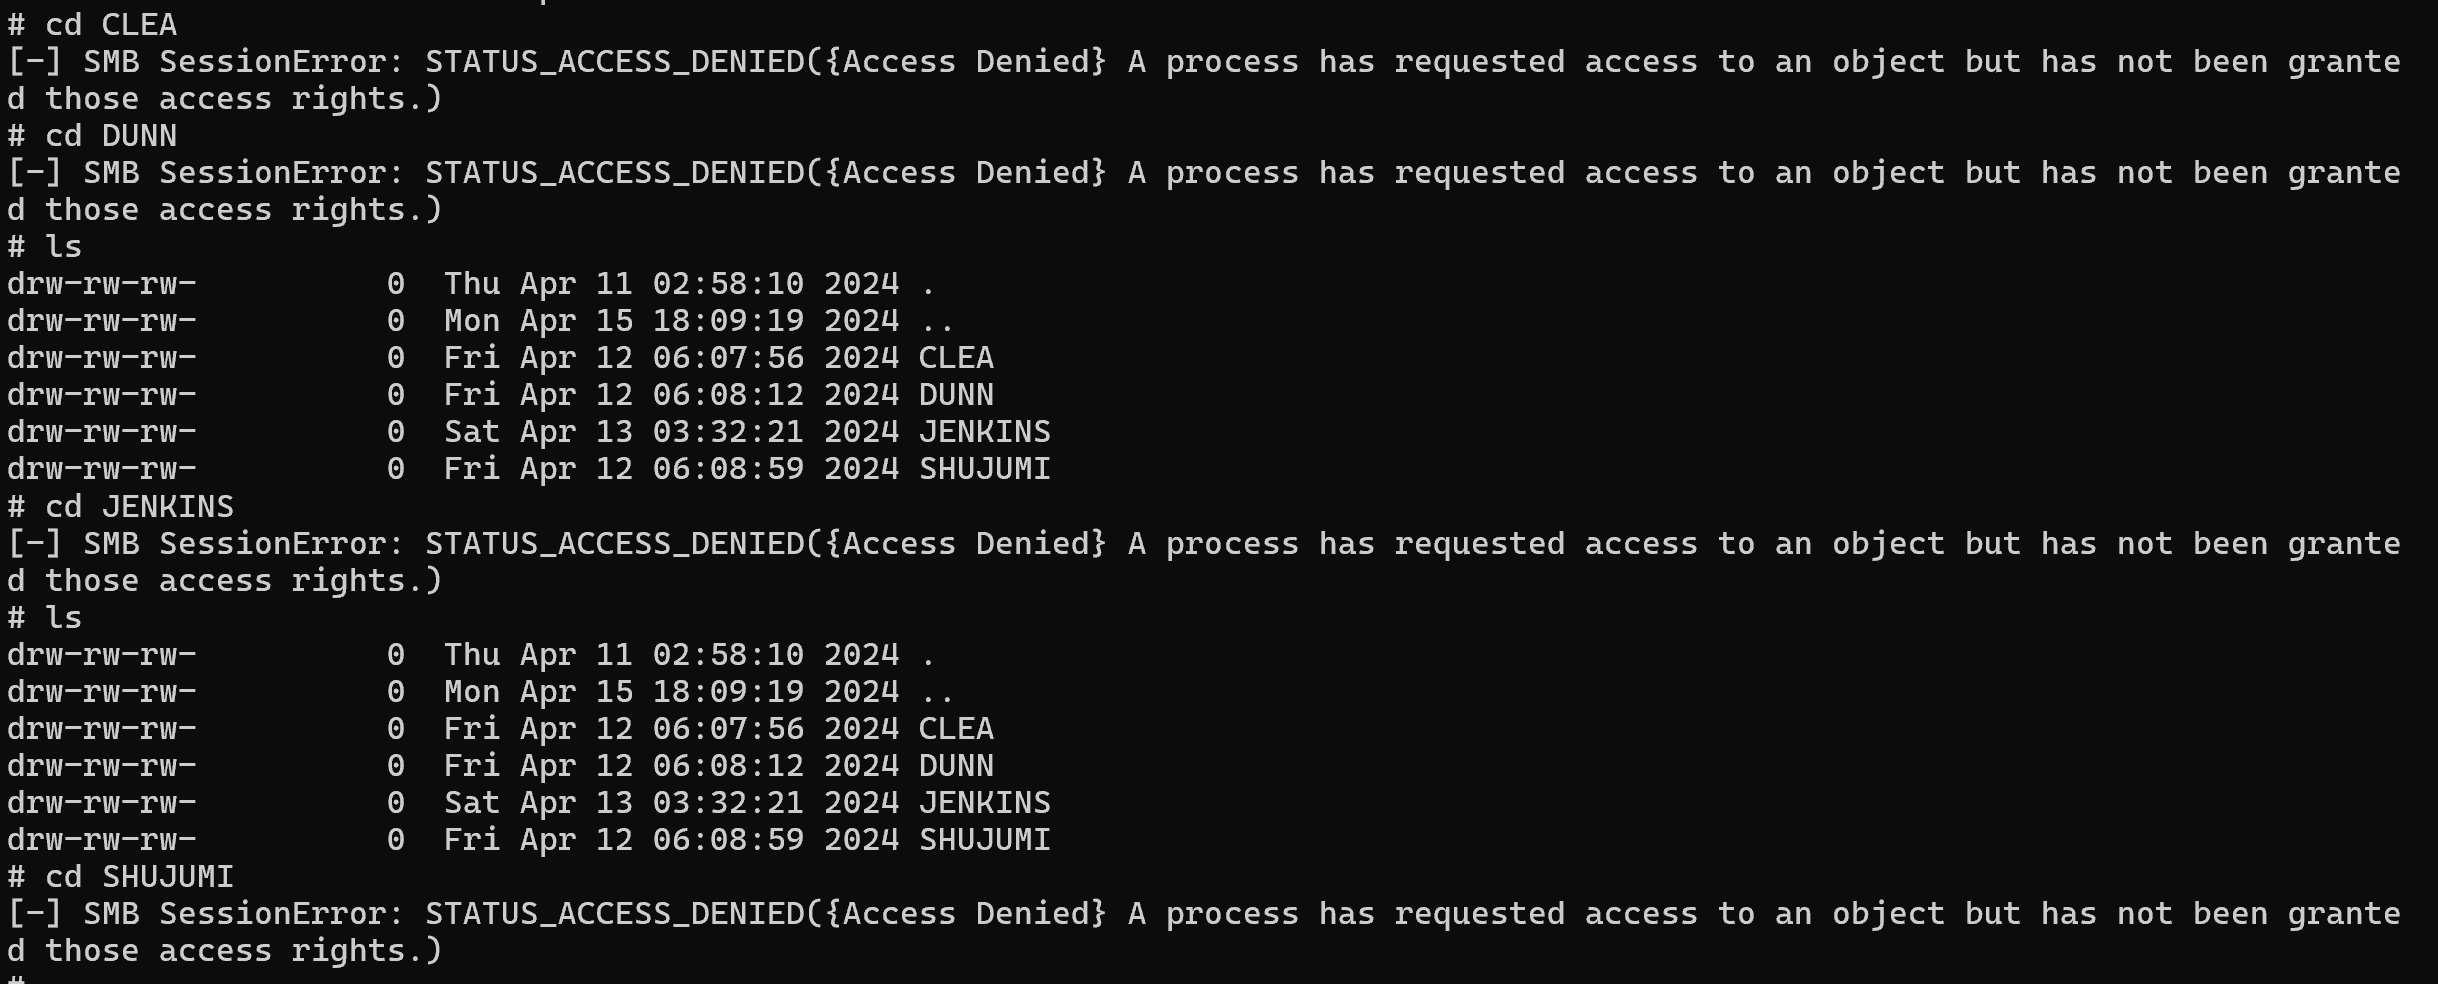 # cd CLEA
[-] SMB SessionError: STATUS_ACCESS_DENIED({Access Denied} A process has requested access to an object but has not been grante
d those access rights.)
# cd DUNN
[-] SMB SessionError: STATUS_ACCESS_DENIED({Access Denied} A process has requested access to an object but has not been grante
d those access rights.)
# ls
drw-rw-rw-          0  Thu Apr 11 02:58:10 2024 .
drw-rw-rw-          0  Mon Apr 15 18:09:19 2024 ..
drw-rw-rw-          0  Fri Apr 12 06:07:56 2024 CLEA
drw-rw-rw-          0  Fri Apr 12 06:08:12 2024 DUNN
drw-rw-rw-          0  Sat Apr 13 03:32:21 2024 JENKINS
drw-rw-rw-          0  Fri Apr 12 06:08:59 2024 SHUJUMI
# cd JENKINS
[-] SMB SessionError: STATUS_ACCESS_DENIED({Access Denied} A process has requested access to an object but has not been grante
d those access rights.)
# ls
drw-rw-rw-          0  Thu Apr 11 02:58:10 2024 .
drw-rw-rw-          0  Mon Apr 15 18:09:19 2024 ..
drw-rw-rw-          0  Fri Apr 12 06:07:56 2024 CLEA
drw-rw-rw-          0  Fri Apr 12 06:08:12 2024 DUNN
drw-rw-rw-          0  Sat Apr 13 03:32:21 2024 JENKINS
drw-rw-rw-          0  Fri Apr 12 06:08:59 2024 SHUJUMI
# cd SHUJUMI
[-] SMB SessionError: STATUS_ACCESS_DENIED({Access Denied} A process has requested access to an object but has not been grante
d those access rights.)
#